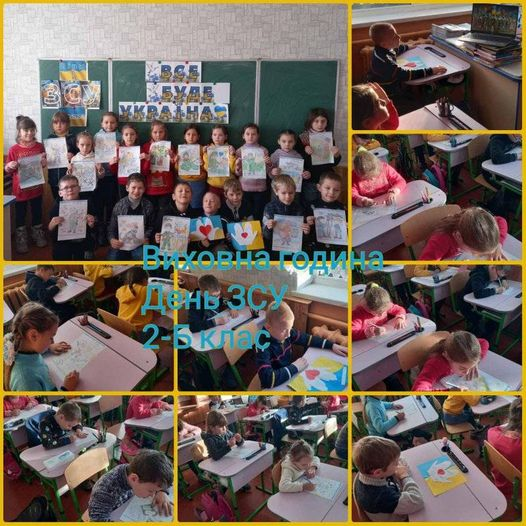 ЗСУ
ВСЕ
БУДЕ
УКРАЇНА
Виховна година
День ЗСУ
2-Б клас